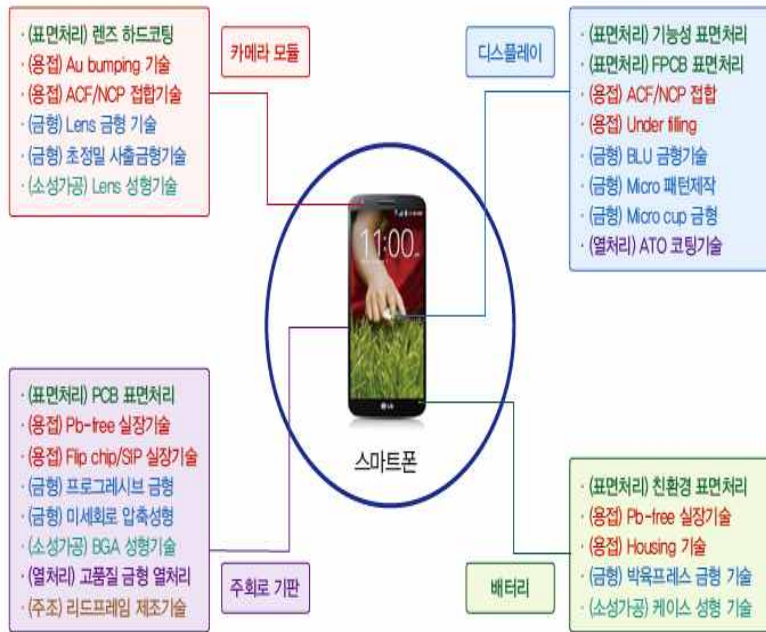 · (표면처리) 렌즈 하드코팅
· (용접) Au bumping 기술
· (용접) ACF/NCP 접합기술
· (금형) Lens 금형 기술
· (금형) 초정밀 사출금형기술
· (소성가공) Lens 성형기술
카메라 모듈
디스플레이
· (표면처리) 기능성 표면처리
· (표면처리) FPCB 표면처리
· (용접) ACF/NCP 접합
· (용접) Under filling
· (금형) BLU 금형기술
· (금형) Micro 패턴제작
· (금형) Micro cup 금형
· (열처리) ATO 코팅기술
11:00
LG
스마트폰
· (표면처리) PCB 표면처리
· (용접) Pb-free 실장기술
· (용접) Flip chip/SIP 실장기술
· (금형) 프로그레시브 금형
· (금형) 미세회로 압축성형
· (소성가공) BGA 성형기술
· (열처리) 고품질 금형 열처리
· (주조) 리드프레임 제조기술
주회로 기판
배터리
· (표면처리) 친환경 표면처리
· (용접) Pb-free 실장기술
· (용접) Housing 기술
· (금형) 박육프레스 금형 기술
· (소성가공) 케이스 성형 기술